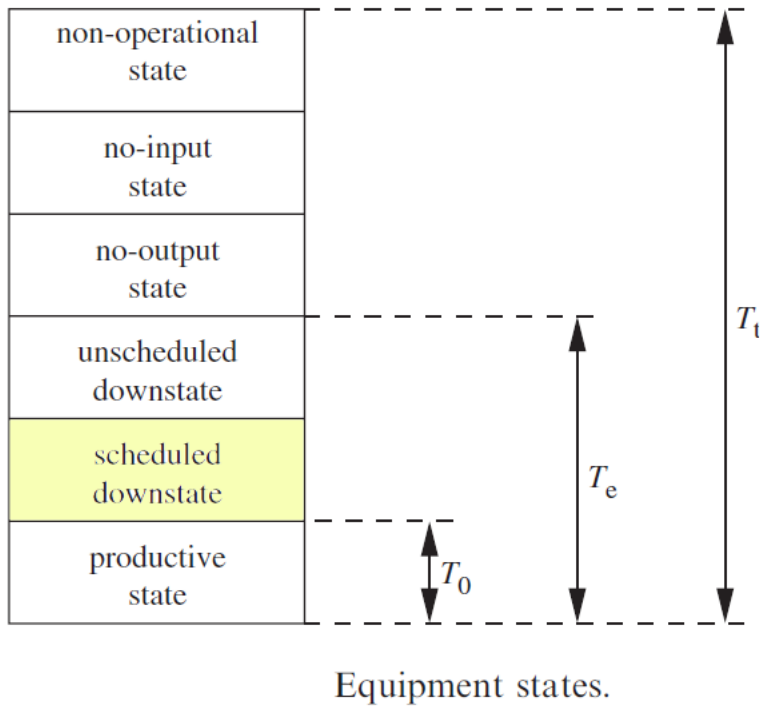 non-operational
state
no-input
state
no-output
state
unscheduled
downstate
scheduled
downstate
productive
state
T0
Te
Tt
Equipment states.